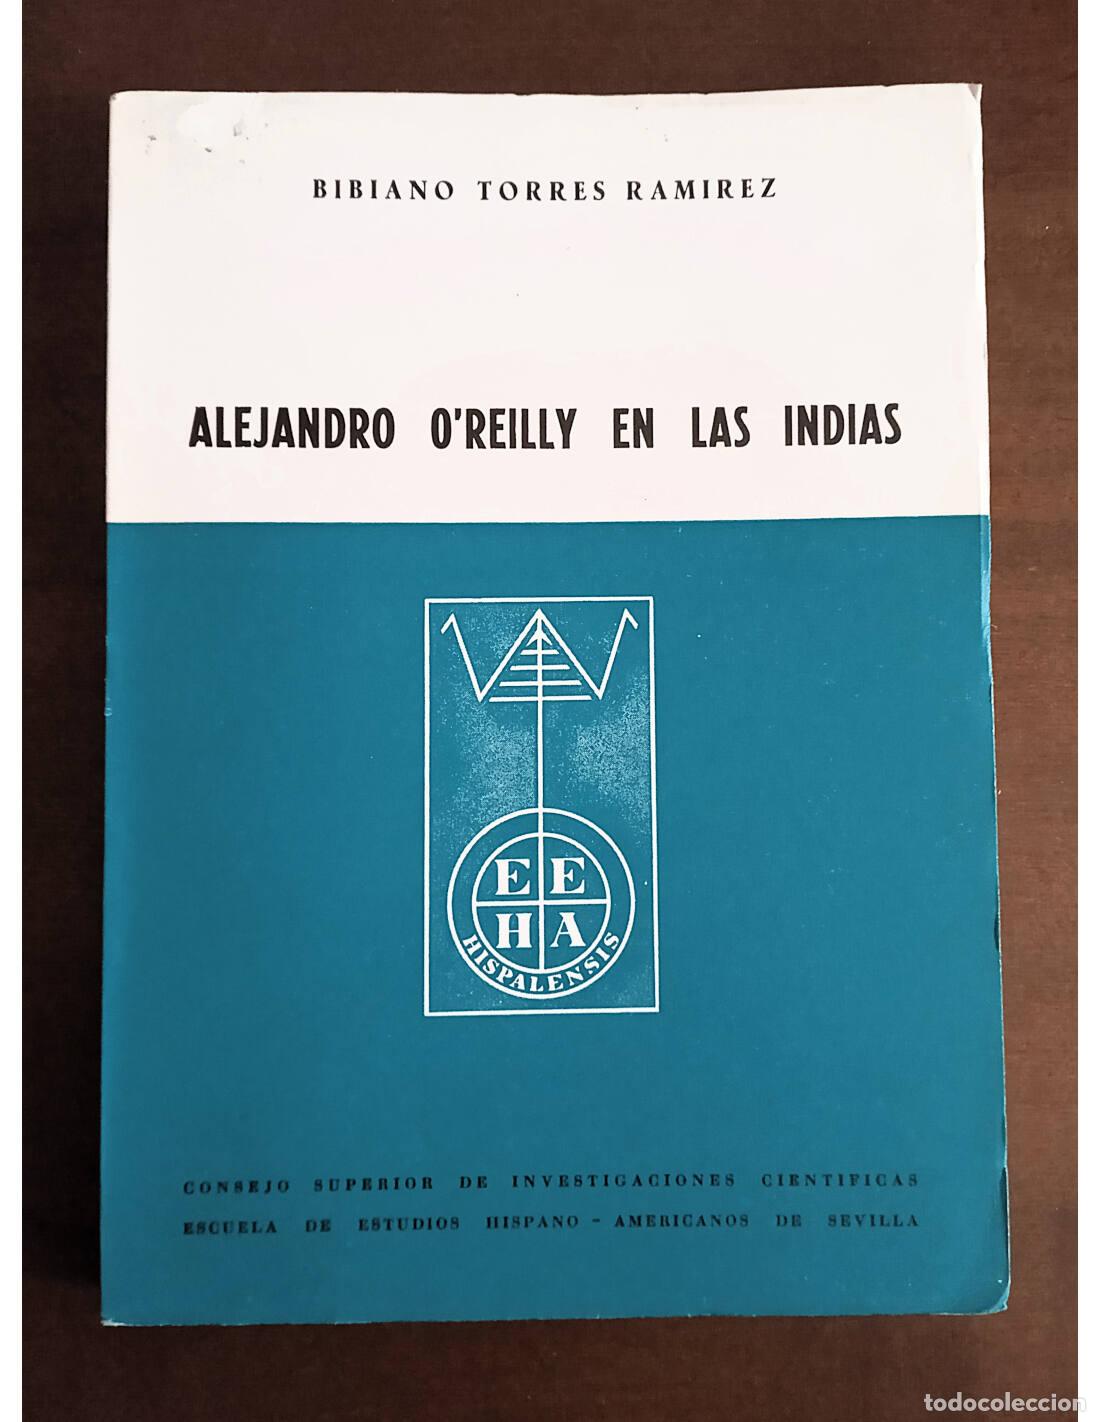 BIBIANO TORRES RAMIREZ
ALEJANDRO O'REILLY EN LAS INDIAS
E E
H A
HISPALENSIS
CONSEJO SUPERIOR DE INVESTIGACIONES CIENTIFICAS
ESCUELA DE ESTUDIOS HISPANO - AMERICANOS DE SEVILLA
todocoleccion